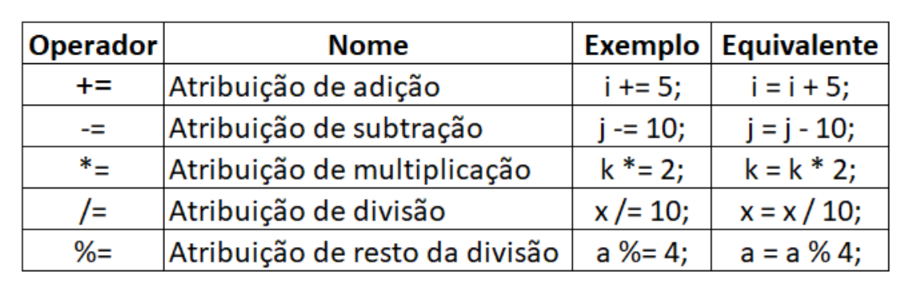 Operador Nome Exemplo Equivalente
+= Atribuição de adição i += 5; i = i + 5;
-= Atribuição de subtração j -= 10; j = j - 10;
*= Atribuição de multiplicação k *= 2; k = k * 2;
/= Atribuição de divisão x /= 10; x = x / 10;
%= Atribuição de resto da divisão a %= 4; a = a % 4;